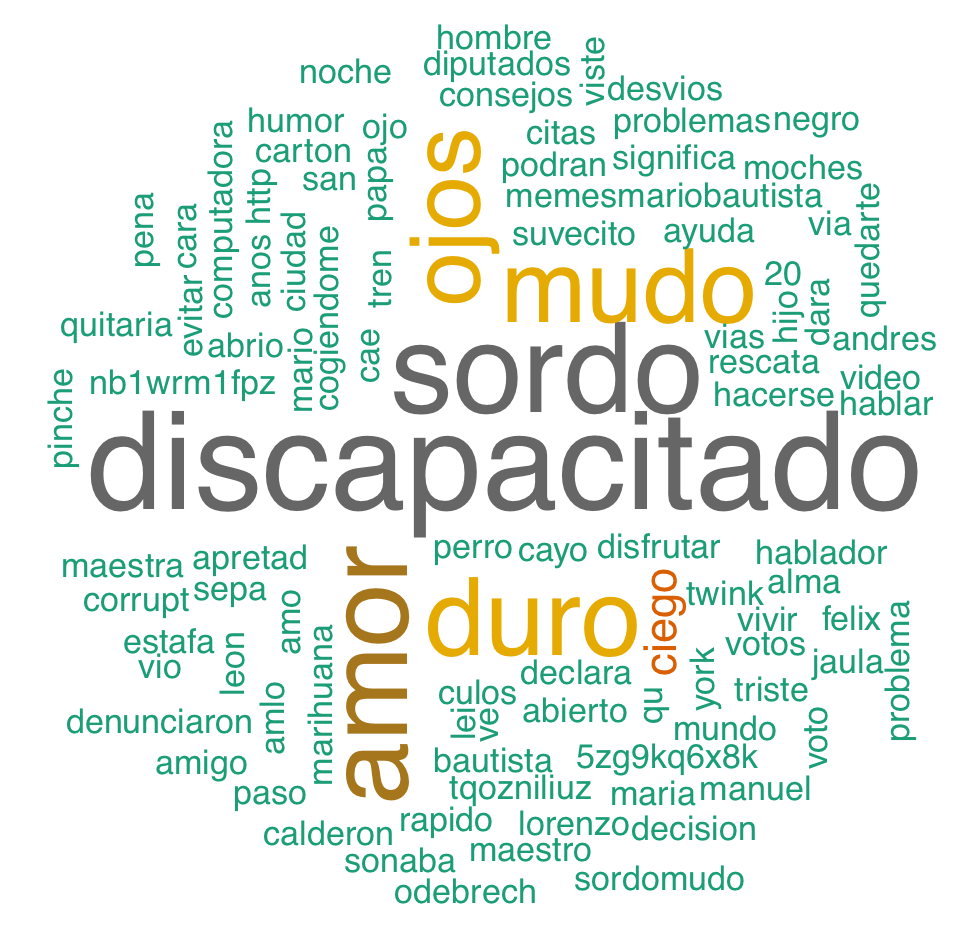 hombre
noche
diputados
viste
consejos
desvios
humor
ojo
citas
problemas
negro
carton
podran
significa
moches
san
papa
computadora
http
ojos
memesmariobautista
pena
cara
anos
ciudad
suvecito
ayuda
via
quedarte
cogiendome
tren
mudo
20
hijo
dara
quitaria
evitar
abrio
mario
cae
sordo
vias
andres
rescata
nb1wrm1fpz
hacerse
video
hablar
pinche
discapacitado
perro
cayo
disfrutar
hablador
maestra
apretad
amor
duro
ciego
twink
alma
corrupt
sepa
amo
vivir
felix
estafa
vio
leon
votos
jaula
problema
declara
york
triste
culos
qu
denunciaron
amlo
marihuana
lei
ve
abierto
mundo
voto
amigo
bautista
5zg9kq6x8k
paso
tqozniliuz
maria
manuel
calderon
rapido
lorenzo
decision
sonaba
maestro
odebrech
sordomudo